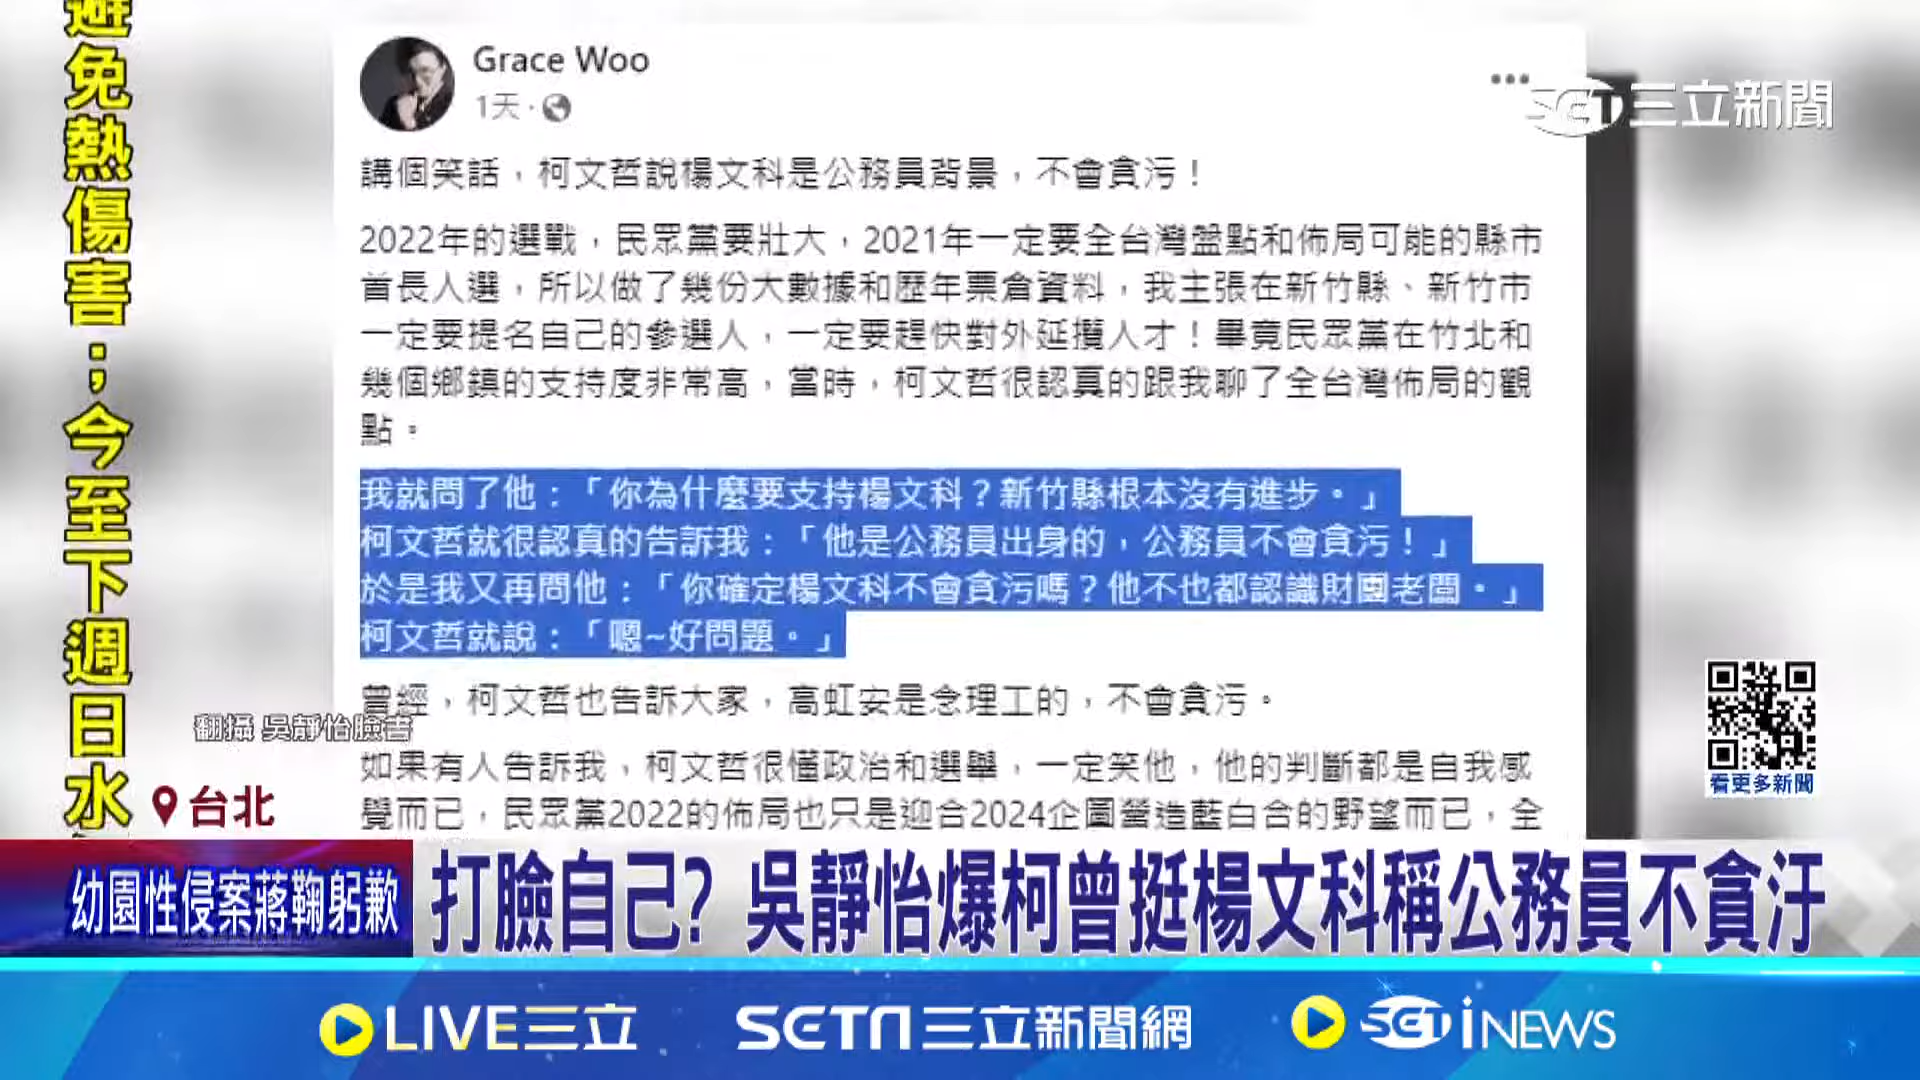 避免熱傷害；今至下週日水
Grace Woo
1天·
SET三立新聞
講個笑話，柯文哲說楊文科是公務員背景，不會貪污！
2022年的選戰，民眾黨要壯大，2021年一定要全台灣盤點和佈局可能的縣市
首長人選，所以做了幾份大數據和歷年票倉資料，我主張在新竹縣、新竹市
一定要提名自己的參選人，一定要趕快對外延攬人才！畢竟民眾黨在竹北和
幾個鄉鎮的支持度非常高，當時，柯文哲很認真的跟我聊了全台灣佈局的觀
點。
我就問了他：「你為什麼要支持楊文科？新竹縣根本沒有進步。」
柯文哲就很認真的告訴我：「他是公務員出身的，公務員不會貪污！」
於是我又再問他：「你確定楊文科不會貪污嗎？他不也都認識財團老闆。」
柯文哲就說：「嗯~好問題。」
曾經，柯文哲也告訴大家，高虹安是念理工的，不會貪污。
翻攝 吳靜怡臉書
如果有人告訴我，柯文哲很懂政治和選舉，一定笑他，他的判斷都是自我感
覺而已，民眾黨2022的佈局也只是迎合2024企圖營造藍白合的野望而已，全
看更多新聞
台北
幼園性侵案蔣鞠躬歉
打臉自己? 吳靜怡爆柯曾挺楊文科稱公務員不貪汙
LIVE三立
SETN三立新聞網
SET iNEWS